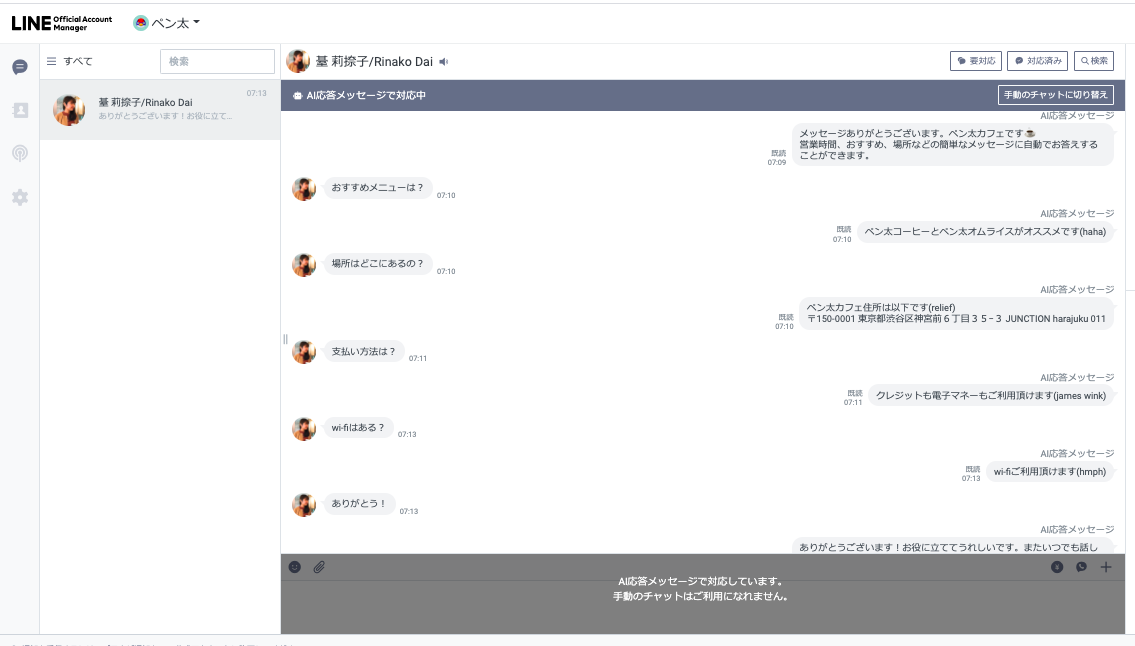 LINE Official Account Manager
ペン太
すべて
検索
䑓 莉捺子/Rinako Dai
07:13
ありがとうございます！お役に立て...
䑓 莉捺子/Rinako Dai
要対応
対応済み
検索
AI応答メッセージで対応中
手動のチャットに切り替え
AI応答メッセージ
メッセージありがとうございます。ペン太カフェです☕
営業時間、おすすめ、場所などの簡単なメッセージに自動でお答えする
ことができます。
既読
07:09
おすすめメニューは？
07:10
AI応答メッセージ
ペン太コーヒーとペン太オムライスがオススメです(haha)
既読
07:10
場所はどこにあるの？
07:10
AI応答メッセージ
ペン太カフェ住所は以下です(relief)
〒150-0001 東京都渋谷区神宮前６丁目３５−３ JUNCTION harajuku 011
既読
07:10
支払い方法は？
07:11
AI応答メッセージ
クレジットも電子マネーもご利用頂けます(james wink)
既読
07:11
wi-fiはある？
07:13
AI応答メッセージ
wi-fiご利用頂けます(hmph)
既読
07:13
ありがとう！
07:13
AI応答メッセージ
ありがとうございます！お役に立ててうれしいです。またいつでも話し
AI応答メッセージで対応しています。
手動のチャットはご利用になれません。